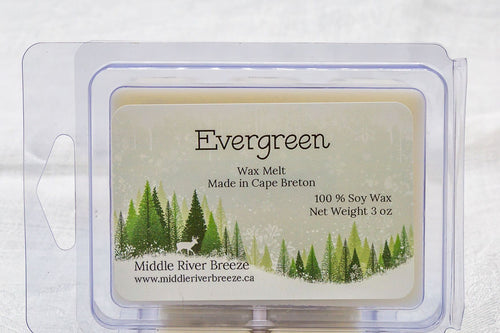 Evergreen
Wax Melt
Made in Cape Breton
100 % Soy Wax
Net Weight 3 oz
Middle River Breeze
www.middleriverbreeze.ca